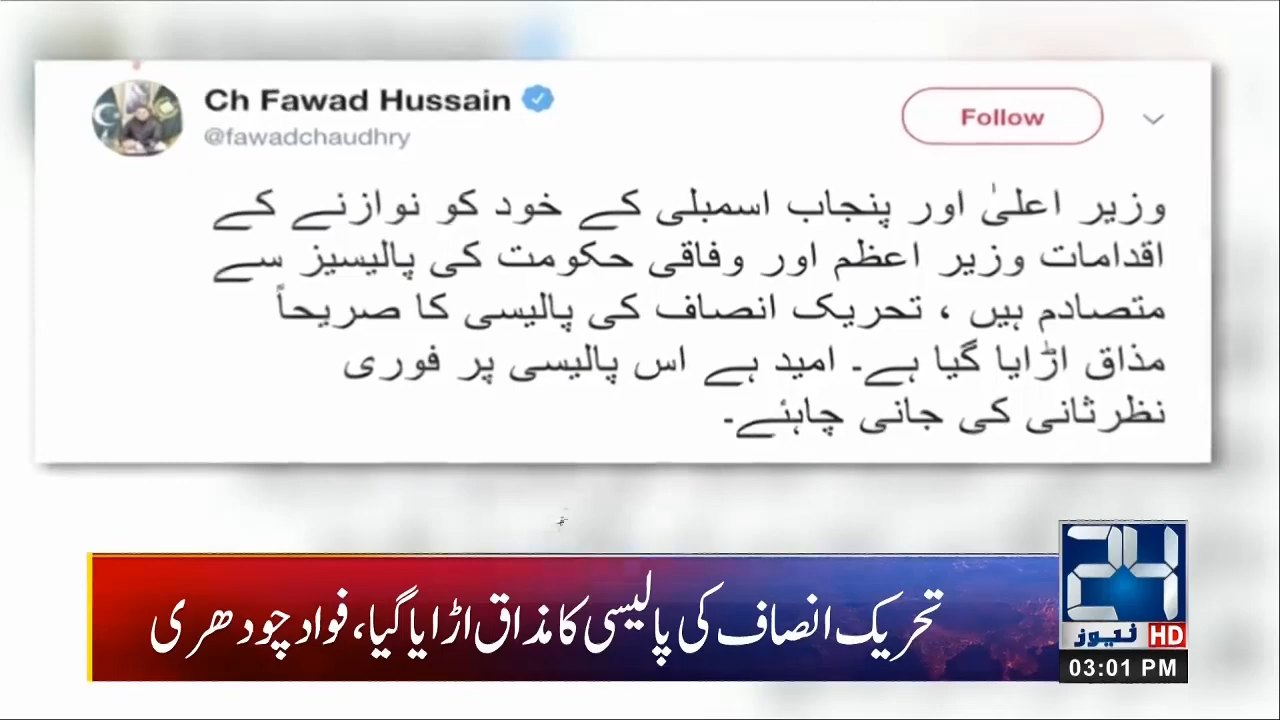 Ch Fawad Hussain
@fawadchaudhry
Follow
وزیر اعلیٰ اور پنجاب اسمبلی کے خود کو نوازنے کے
اقدامات وزیر اعظم اور وفاقی حکومت کی پالیسیز سے
متصادم ہیں ، تحریک انصاف کی پالیسی کا صریحاً
مذاق اڑایا گیا ہے۔ امید ہے اس پالیسی پر فوری
نظرثانی کی جانی چاہئے۔
تحریک انصاف کی پالیسی کا مذاق اڑایا گیا، فواد چودھری
24
نیوز HD
03:01 PM